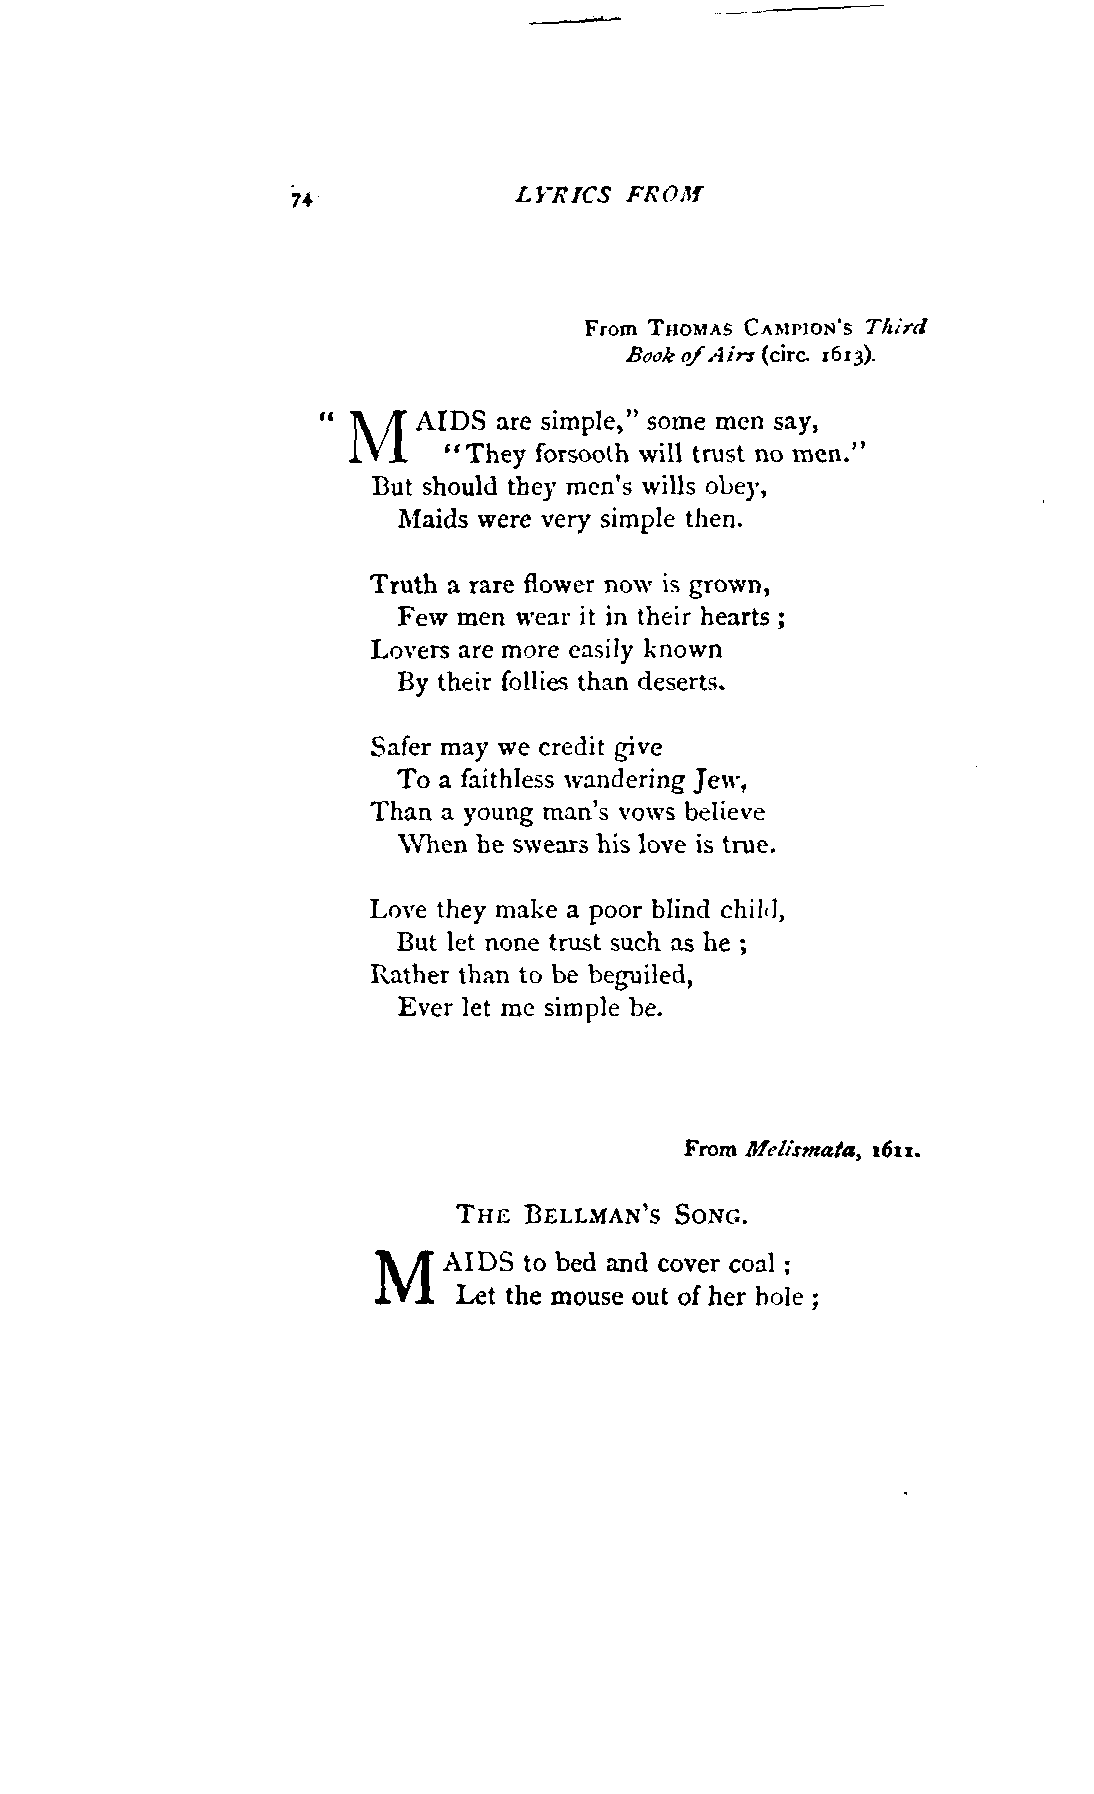 74 LYRICS FROM
From THOMAS CAMPION'S Third
Book of Airs (circ. 1613).
"MAIDS are simple," some men say,
"They forsooth will trust no men."
But should they men's wills obey,
Maids were very simple then.
Truth a rare flower now is grown,
Few men wear it in their hearts ;
Lovers are more easily known
By their follies than deserts.
Safer may we credit give
To a faithless wandering Jew,
Than a young man's vows believe
When he swears his love is true.
Love they make a poor blind child,
But let none trust such as he ;
Rather than to be beguiled,
Ever let me simple be.
From Melismata, 1611.
THE BELLMAN'S SONG.
MAIDS to bed and cover coal ;
Let the mouse out of her hole ;